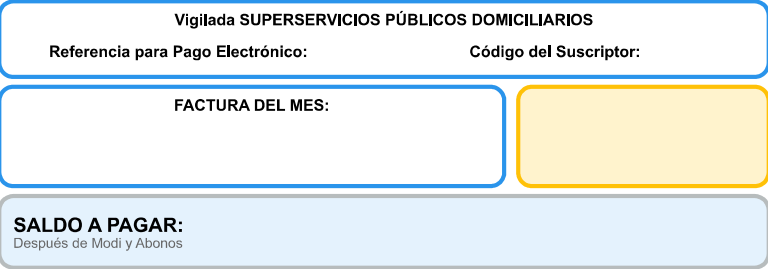 Vigilada SUPERSERVICIOS PÚBLICOS DOMICILIARIOS
Referencia para Pago Electrónico: Código del Suscriptor:
FACTURA DEL MES:
SALDO A PAGAR:
Después de Modi y Abonos